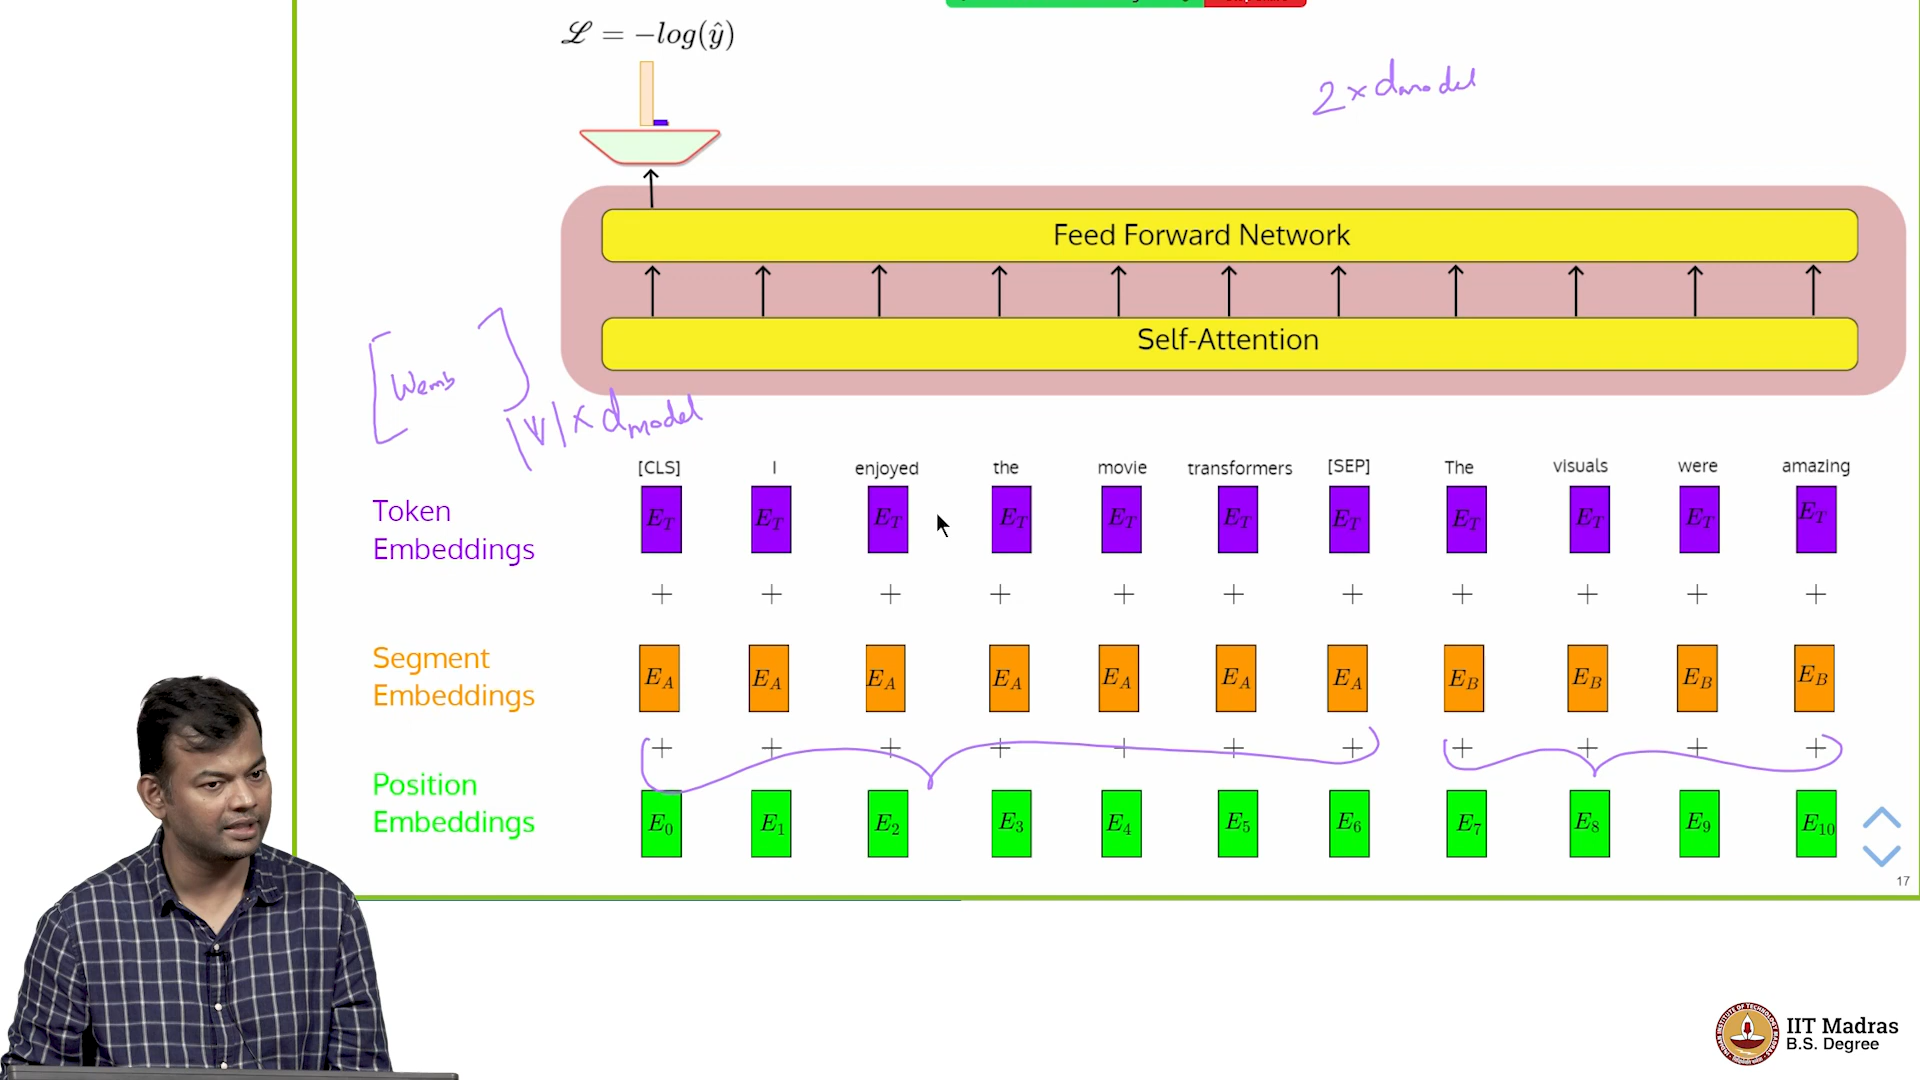 ℒ = −log(ŷ)
2 × dmodel
Feed Forward Network
Self-Attention
[Wemb]
|V| × dmodel
[CLS] I enjoyed the movie transformers [SEP] The visuals were amazing
Token
Embeddings
E_T E_T E_T E_T E_T E_T E_T E_T E_T E_T E_T
+ + + + + + + + + + +
Segment
Embeddings
E_A E_A E_A E_A E_A E_A E_A E_B E_B E_B E_B
+ + + + + + + + + + +
Position
Embeddings
E_0 E_1 E_2 E_3 E_4 E_5 E_6 E_7 E_8 E_9 E_10
17
IIT Madras
B.S. Degree